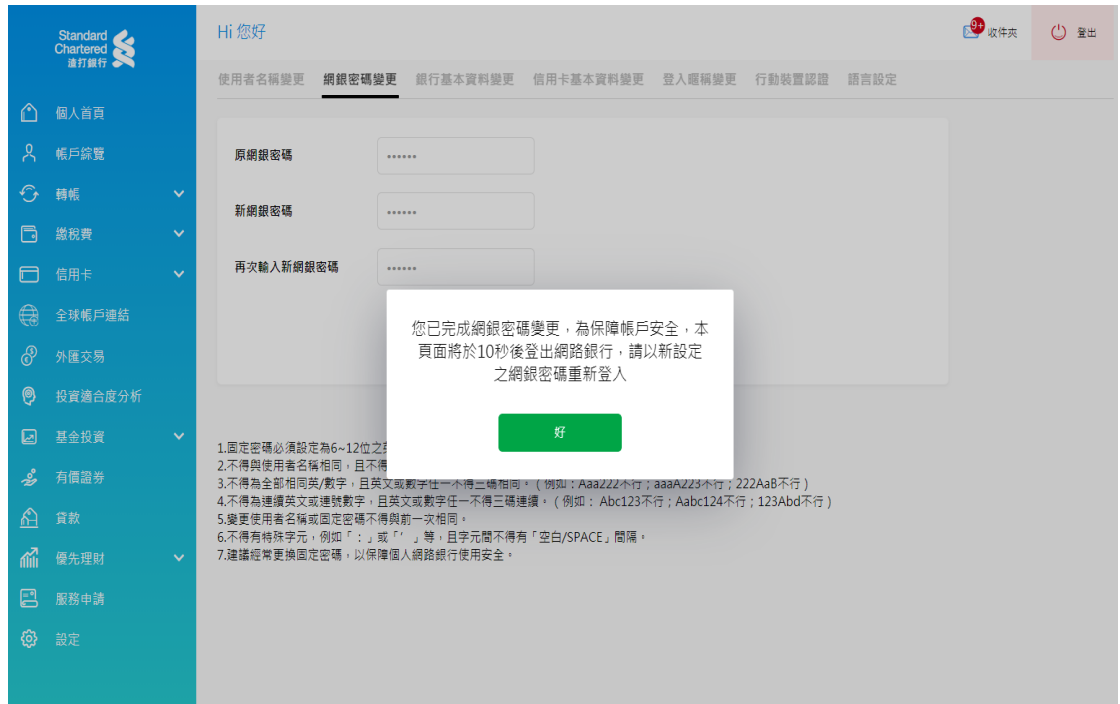 Standard
Chartered
渣打銀行
個人首頁
帳戶綜覽
轉帳
繳稅費
信用卡
全球帳戶連結
外匯交易
投資適合度分析
基金投資
有價證券
貸款
優先理財
服務申請
設定
Hi 您好
9+ 收件夾 登出
使用者名稱變更 網銀密碼變更 銀行基本資料變更 信用卡基本資料變更 登入暱稱變更 行動裝置認證 語言設定
原網銀密碼 ••••••
新網銀密碼 ••••••
再次輸入新網銀密碼 ••••••
您已完成網銀密碼變更，為保障帳戶安全，本
頁面將於10秒後登出網路銀行，請以新設定
之網銀密碼重新登入
好
1.固定密碼必須設定為6~12位之
2.不得與使用者名稱相同，且不得
3.不得為全部相同英/數字，且英文或數字任一不得三碼相同。（例如：Aaa222不行；aaaA223不行；222AaB不行）
4.不得為連續英文或連號數字，且英文或數字任一不得三碼連續。（例如：Abc123不行；Aabc124不行；123Abd不行）
5.變更使用者名稱或固定密碼不得與前一次相同。
6.不得有特殊字元，例如「：」或「′」等，且字元間不得有「空白/SPACE」間隔。
7.建議經常更換固定密碼，以保障個人網路銀行使用安全。